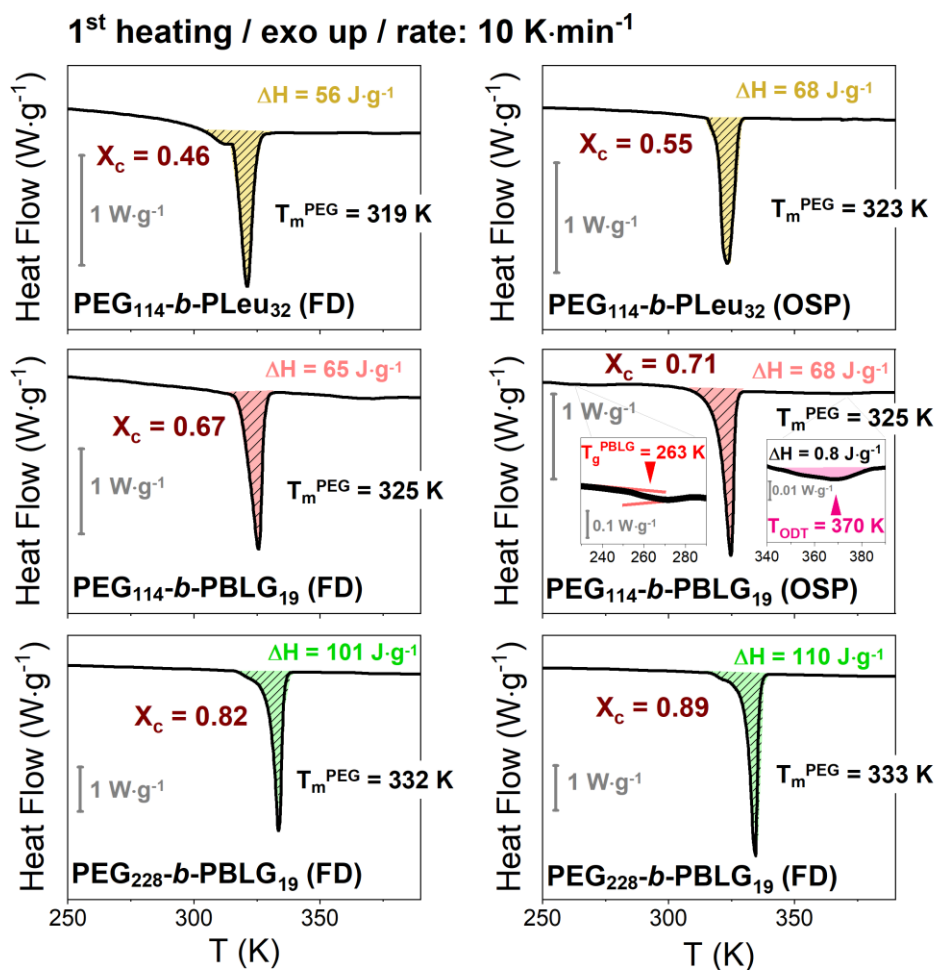 1st heating / exo up / rate: 10 K·min-1
Heat Flow (W·g-1)
ΔH = 56 J·g-1
Xc = 0.46
1 W·g-1
TmPEG = 319 K
PEG114-b-PLeu32 (FD)
Heat Flow (W·g-1)
ΔH = 68 J·g-1
Xc = 0.55
1 W·g-1
TmPEG = 323 K
PEG114-b-PLeu32 (OSP)
250
Heat Flow (W·g-1)
ΔH = 65 J·g-1
Xc = 0.67
1 W·g-1
TmPEG = 325 K
PEG114-b-PBLG19 (FD)
Heat Flow (W·g-1)
Xc = 0.71
ΔH = 68 J·g-1
1 W·g-1
TmPEG = 325 K
TgPBLG = 263 K
0.1 W·g-1
240 260 280
ΔH = 0.8 J·g-1
0.01 W·g-1
TODT = 370 K
340 360 380
PEG114-b-PBLG19 (OSP)
Heat Flow (W·g-1)
ΔH = 101 J·g-1
Xc = 0.82
1 W·g-1
TmPEG = 332 K
PEG228-b-PBLG19 (FD)
250 300 350
T (K)
Heat Flow (W·g-1)
ΔH = 110 J·g-1
Xc = 0.89
1 W·g-1
TmPEG = 333 K
PEG228-b-PBLG19 (FD)
250 300 350
T (K)